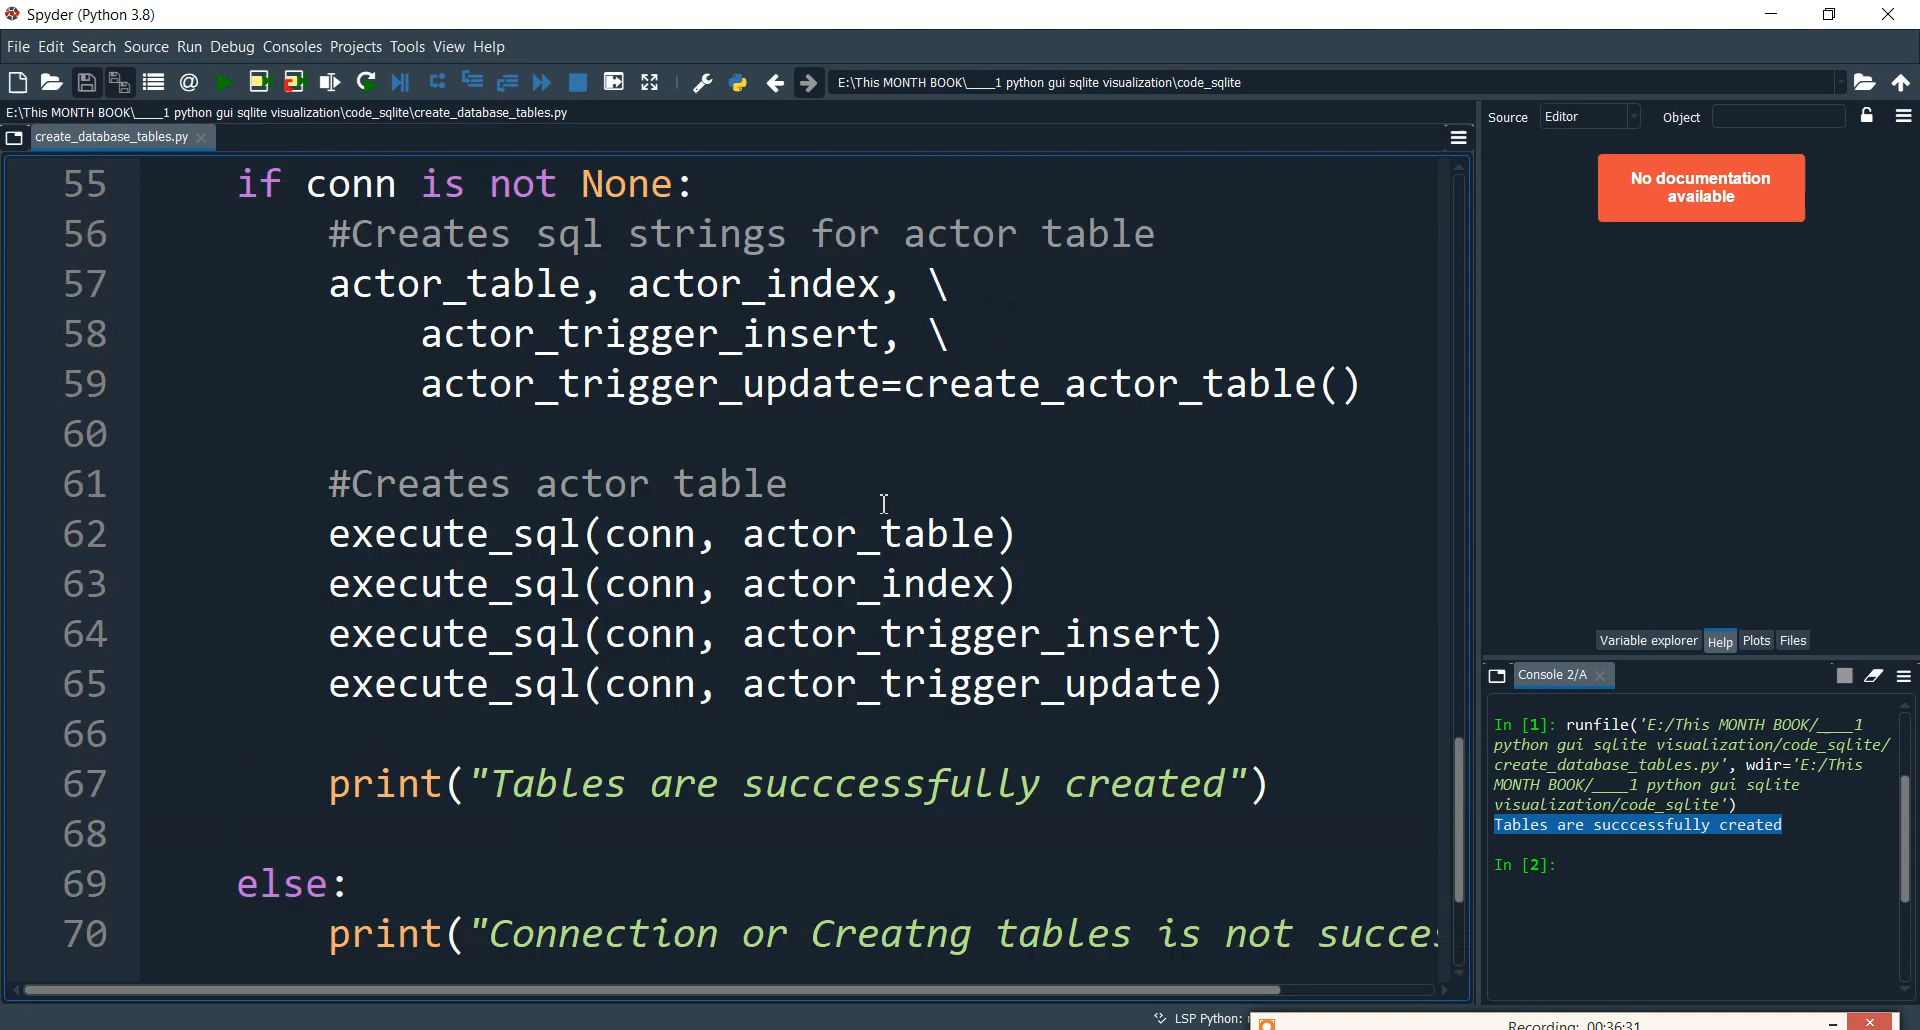 Spyder (Python 3.8)
File Edit Search Source Run Debug Consoles Projects Tools View Help
E:\This MONTH BOOK\____1 python gui sqlite visualization\code_sqlite
E:\This MONTH BOOK\____1 python gui sqlite visualization\code_sqlite\create_database_tables.py
create_database_tables.py
55 if conn is not None:
56 #Creates sql strings for actor table
57 actor_table, actor_index, \
58 actor_trigger_insert, \
59 actor_trigger_update=create_actor_table()
60
61 #Creates actor table
62 execute_sql(conn, actor_table)
63 execute_sql(conn, actor_index)
64 execute_sql(conn, actor_trigger_insert)
65 execute_sql(conn, actor_trigger_update)
66
67 print("Tables are succcessfully created")
68
69 else:
70 print("Connection or Creatng tables is not succes
Source Editor Object
No documentation
available
Variable explorer Help Plots Files
Console 2/A
In [1]: runfile('E:/This MONTH BOOK/____1
python gui sqlite visualization/code_sqlite/
create_database_tables.py', wdir='E:/This
MONTH BOOK/____1 python gui sqlite
visualization/code_sqlite')
Tables are succcessfully created
In [2]:
LSP Python:
Recording: 00:36:31